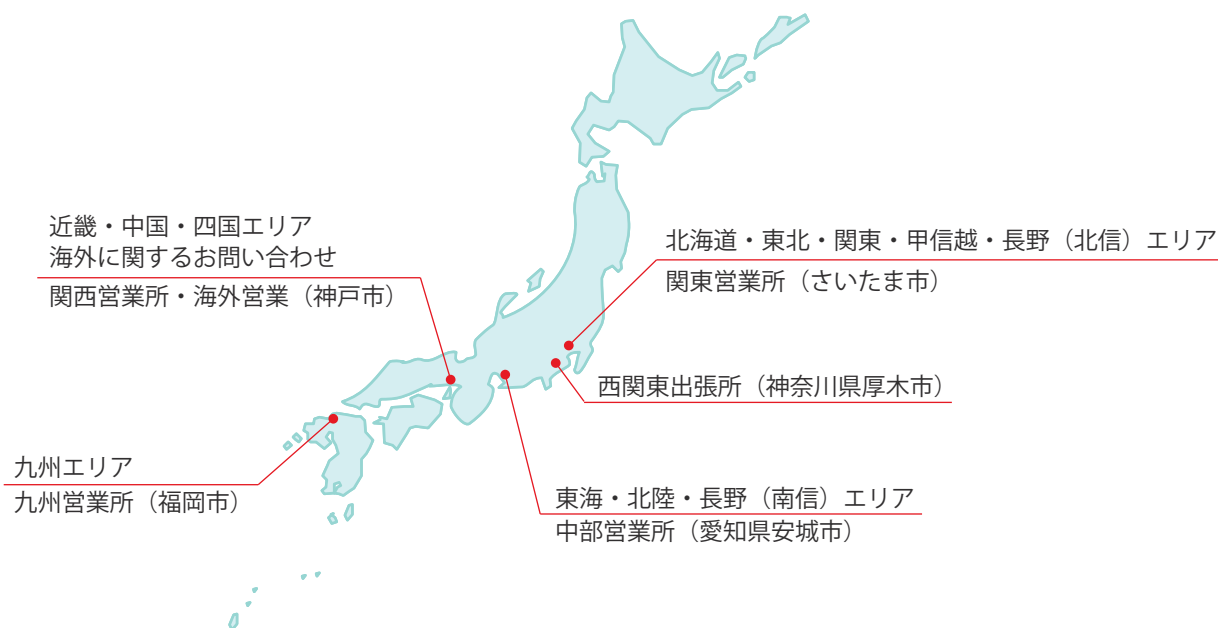 近畿・中国・四国エリア
海外に関するお問い合わせ
関西営業所・海外営業（神戸市）
北海道・東北・関東・甲信越・長野（北信）エリア
関東営業所（さいたま市）
西関東出張所（神奈川県厚木市）
九州エリア
九州営業所（福岡市）
東海・北陸・長野（南信）エリア
中部営業所（愛知県安城市）